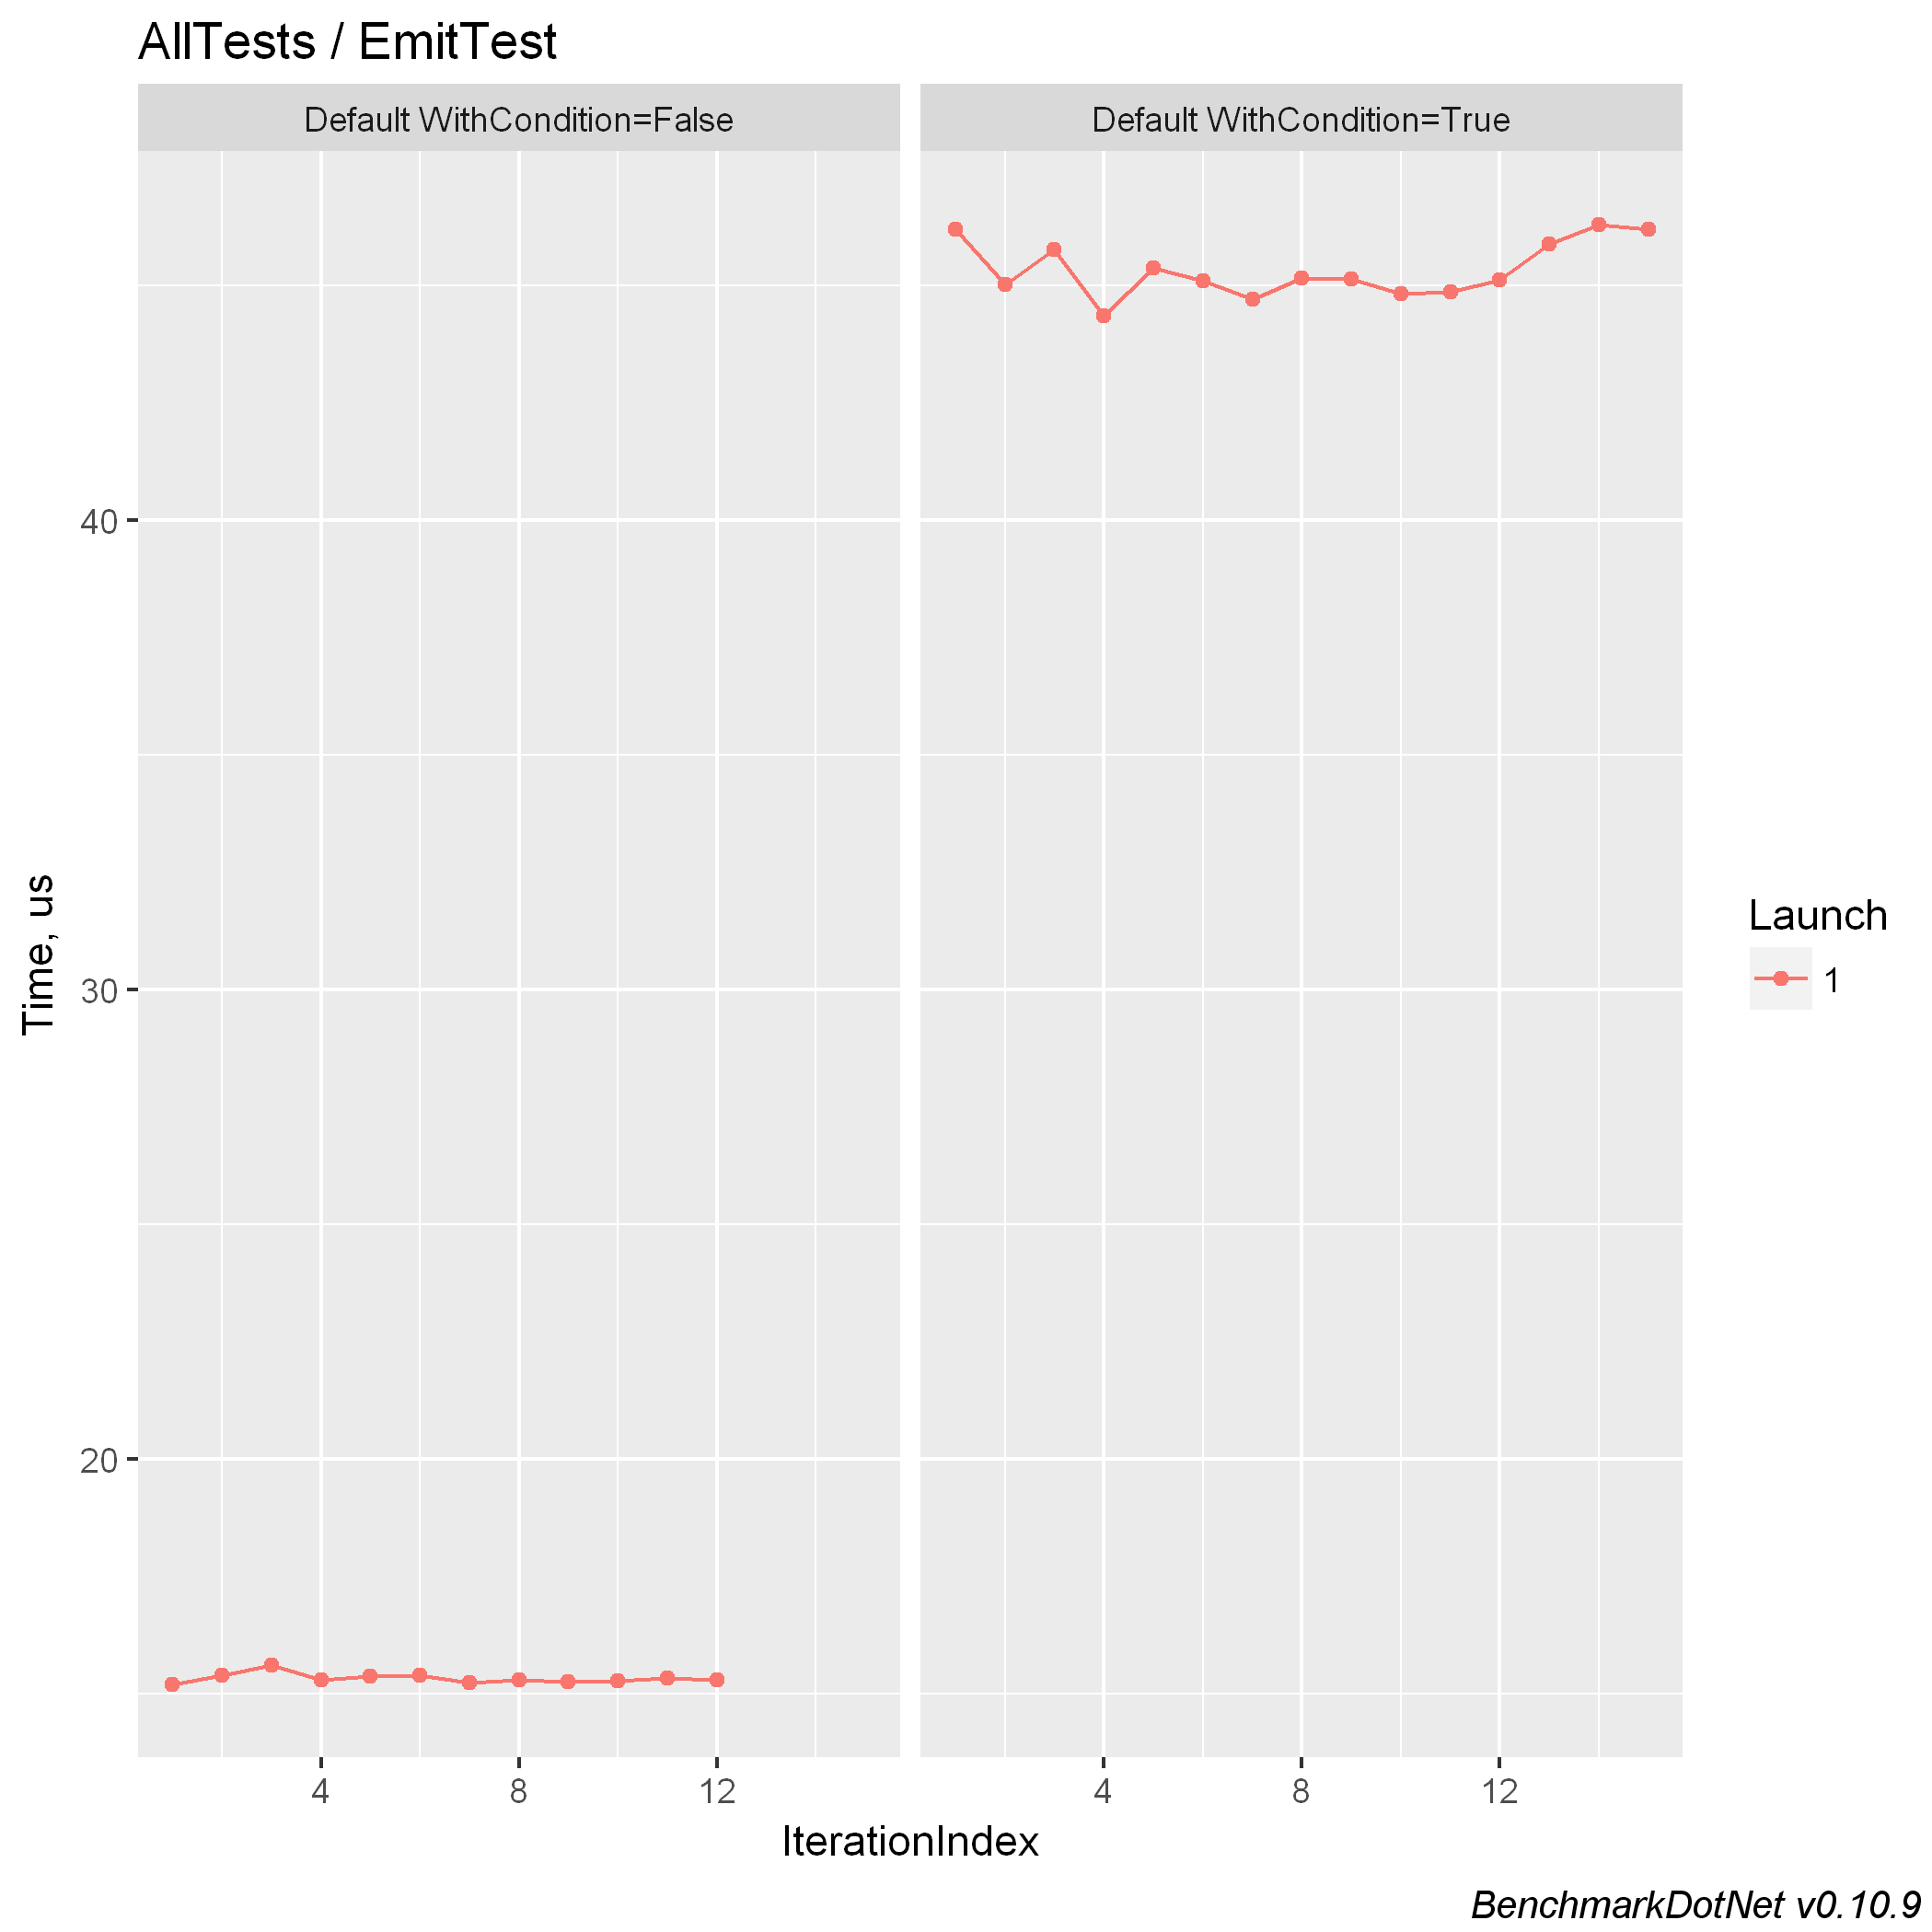 AllTests / EmitTest
Default WithCondition=False
Default WithCondition=True
40
30
20
Time, us
Launch
1
4
8
12
4
8
12
IterationIndex
BenchmarkDotNet v0.10.9